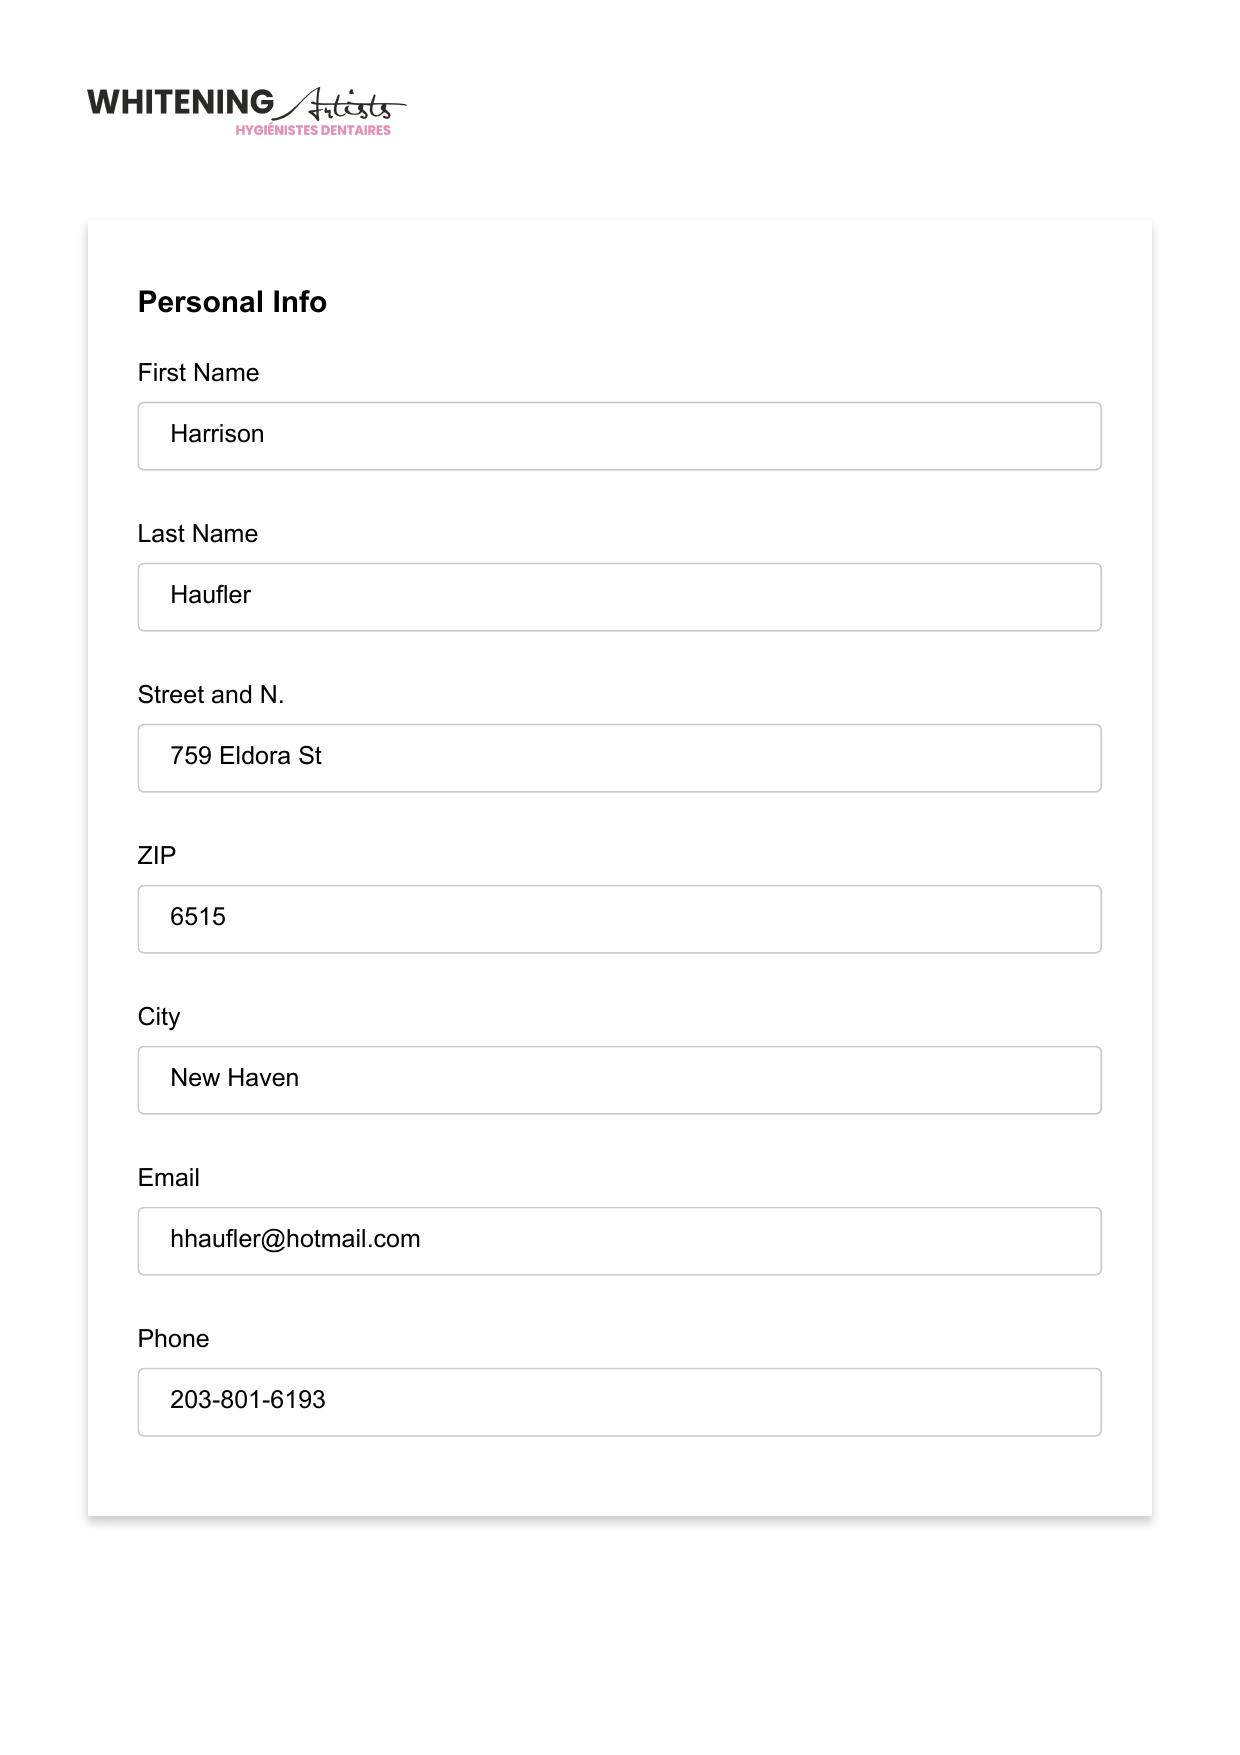 WHITENING Artists
HYGIÉNISTES DENTAIRES
Personal Info
First Name
Harrison
Last Name
Haufler
Street and N.
759 Eldora St
ZIP
6515
City
New Haven
Email
hhaufler@hotmail.com
Phone
203-801-6193